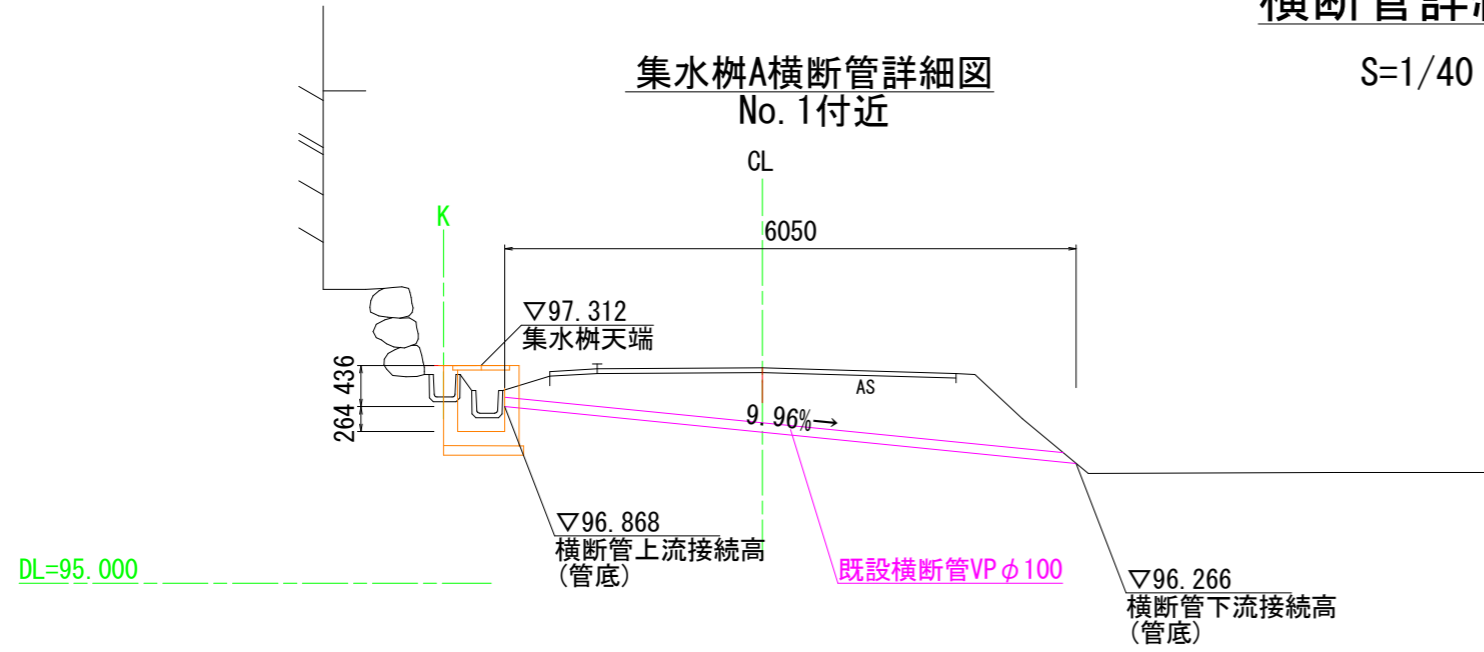 横断管詳
S=1/40
集水桝A横断管詳細図
No.1付近
CL
K
6050
▽97.312
集水桝天端
436
264
AS
9.96%→
▽96.868
横断管上流接続高
(管底)
DL=95.000
既設横断管VPφ100
▽96.266
横断管下流接続高
(管底)